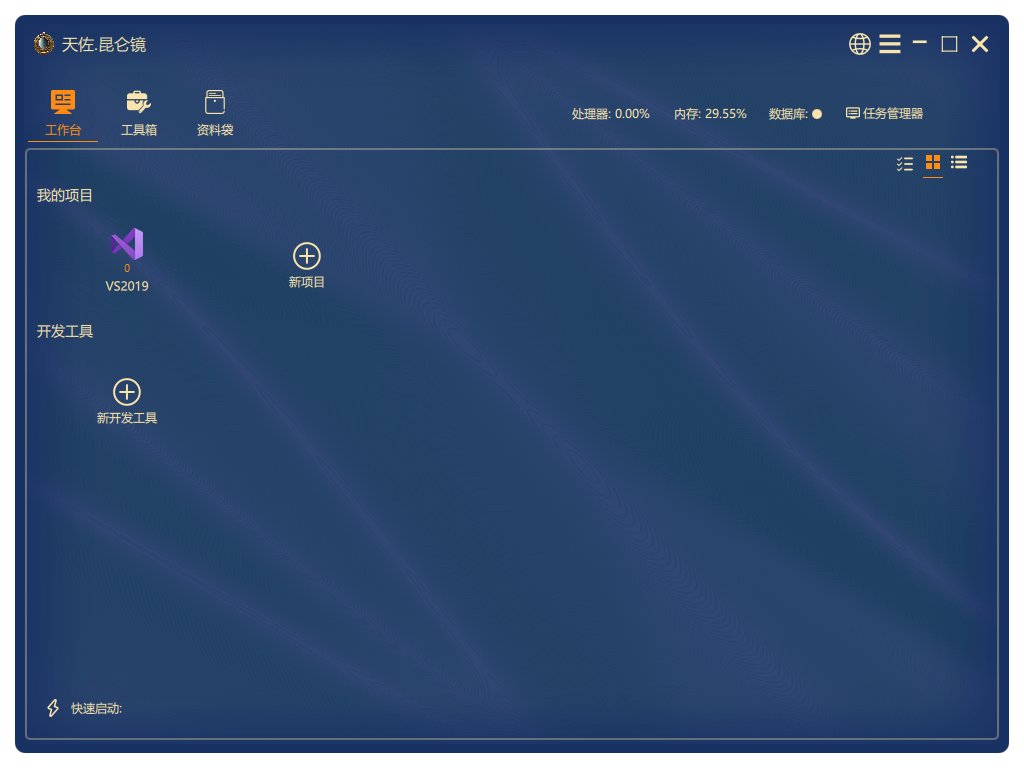 天佐.昆仑镜
工作台 工具箱 资料袋
处理器: 0.00% 内存: 29.55% 数据库: 任务管理器
我的项目
0
VS2019
新项目
开发工具
新开发工具
快速启动: